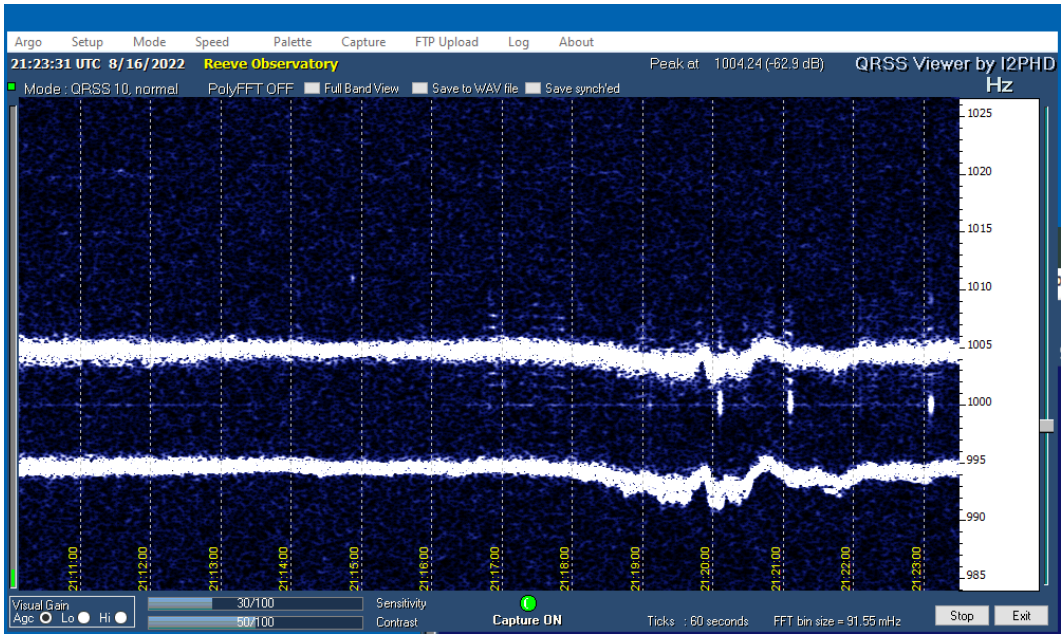 Argo Setup Mode Speed Palette Capture FTP Upload Log About
21:23:31 UTC 8/16/2022 Reeve Observatory Peak at 1004.24 (-62.9 dB) QRSS Viewer by I2PHD
Mode : QRSS 10, normal PolyFFT OFF Full Band View Save to WAV file Save synch'ed Hz
1025
1020
1015
1010
1005
1000
995
990
985
21:11:00 21:12:00 21:13:00 21:14:00 21:15:00 21:16:00 21:17:00 21:18:00 21:19:00 21:20:00 21:21:00 21:22:00 21:23:00
Visual Gain
Agc Lo Hi
30/100 Sensitivity
50/100 Contrast
Capture ON
Ticks : 60 seconds FFT bin size = 91.55 mHz
Stop Exit